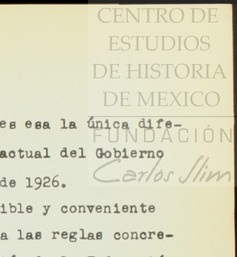 CENTRO DE
ESTUDIOS
DE HISTORIA
DE MEXICO
FUNDACIÓN
Carlos Slim
es esa la única dife-
actual del Gobierno
de 1926.
ible y conveniente
a las reglas concre-